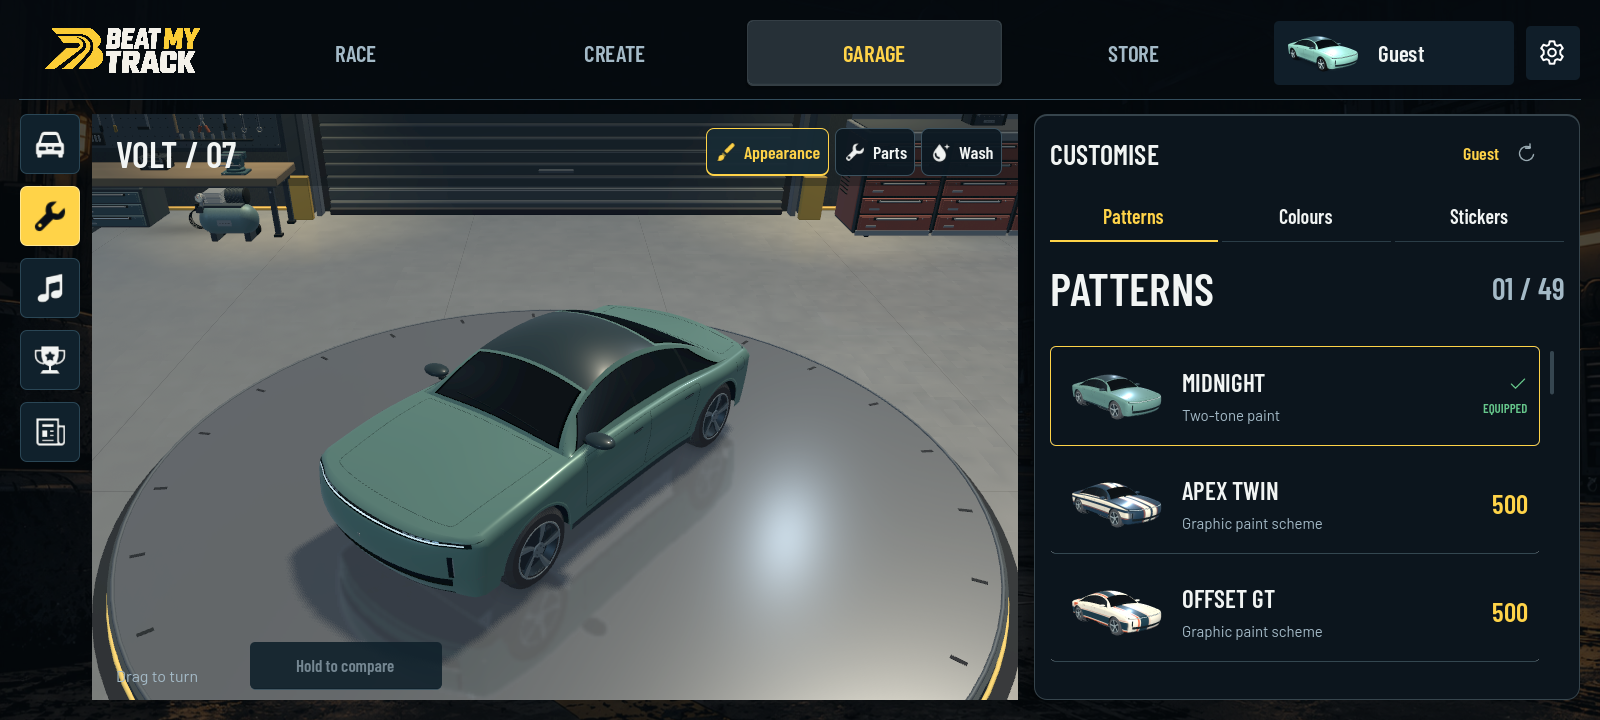 BEAT MY
TRACK
RACE
CREATE
GARAGE
STORE
Guest
VOLT / 07
Appearance
Parts
Wash
Drag to turn
Hold to compare
CUSTOMISE
Guest
Patterns
Colours
Stickers
PATTERNS
01 / 49
MIDNIGHT
Two-tone paint
EQUIPPED
APEX TWIN
Graphic paint scheme
500
OFFSET GT
Graphic paint scheme
500